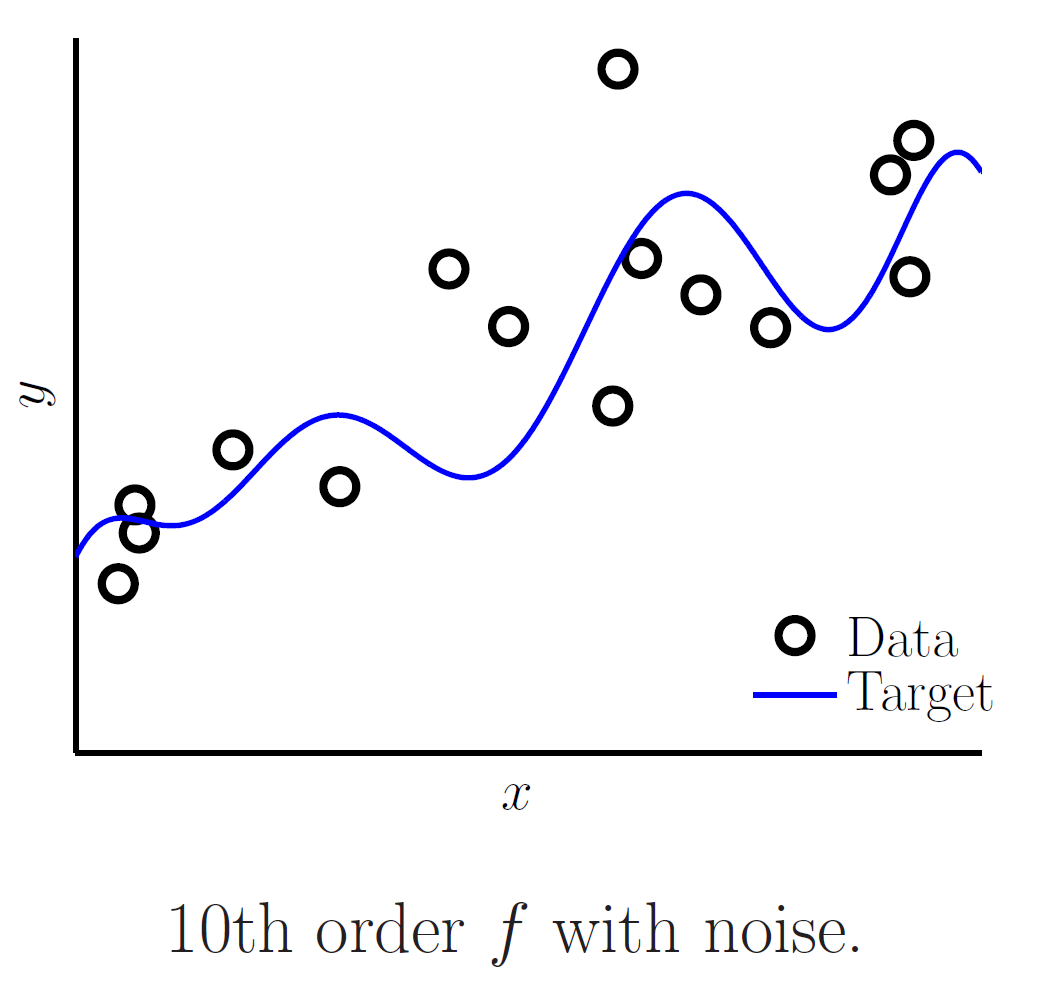 y
Data
Target
x
10th order f with noise.